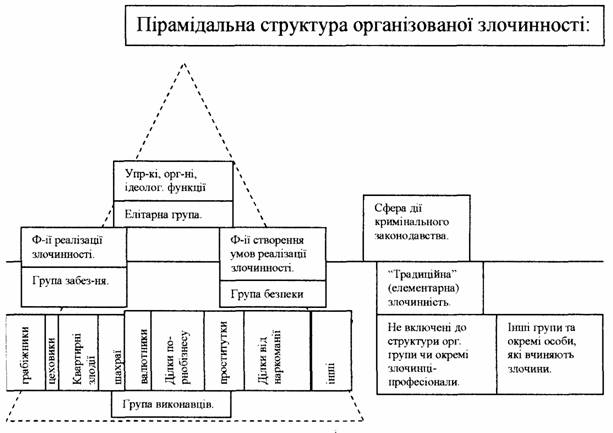 Пірамідальна структура організованої злочинності:
Упр-кі, орг-ні,
ідеолог. функції
Елітарна група.
Ф-ії реалізації
злочинності.
Група забез-ня.
Ф-ії створення
умов реалізації
злочинності.
Група безпеки
грабіжники
цеховики
Квартирні
злодії
шахраї
валютники
Ділки по-
рнобізнесу
проститутки
Ділки від
наркоманії
інші
Група виконавців.
Сфера дії
кримінального
законодавства.
“Традиційна”
(елементарна)
злочинність.
Не включені до
структури орг.
групи чи окремі
злочинці-
професіонали.
Інші групи та
окремі особи,
які вчиняють
злочини.